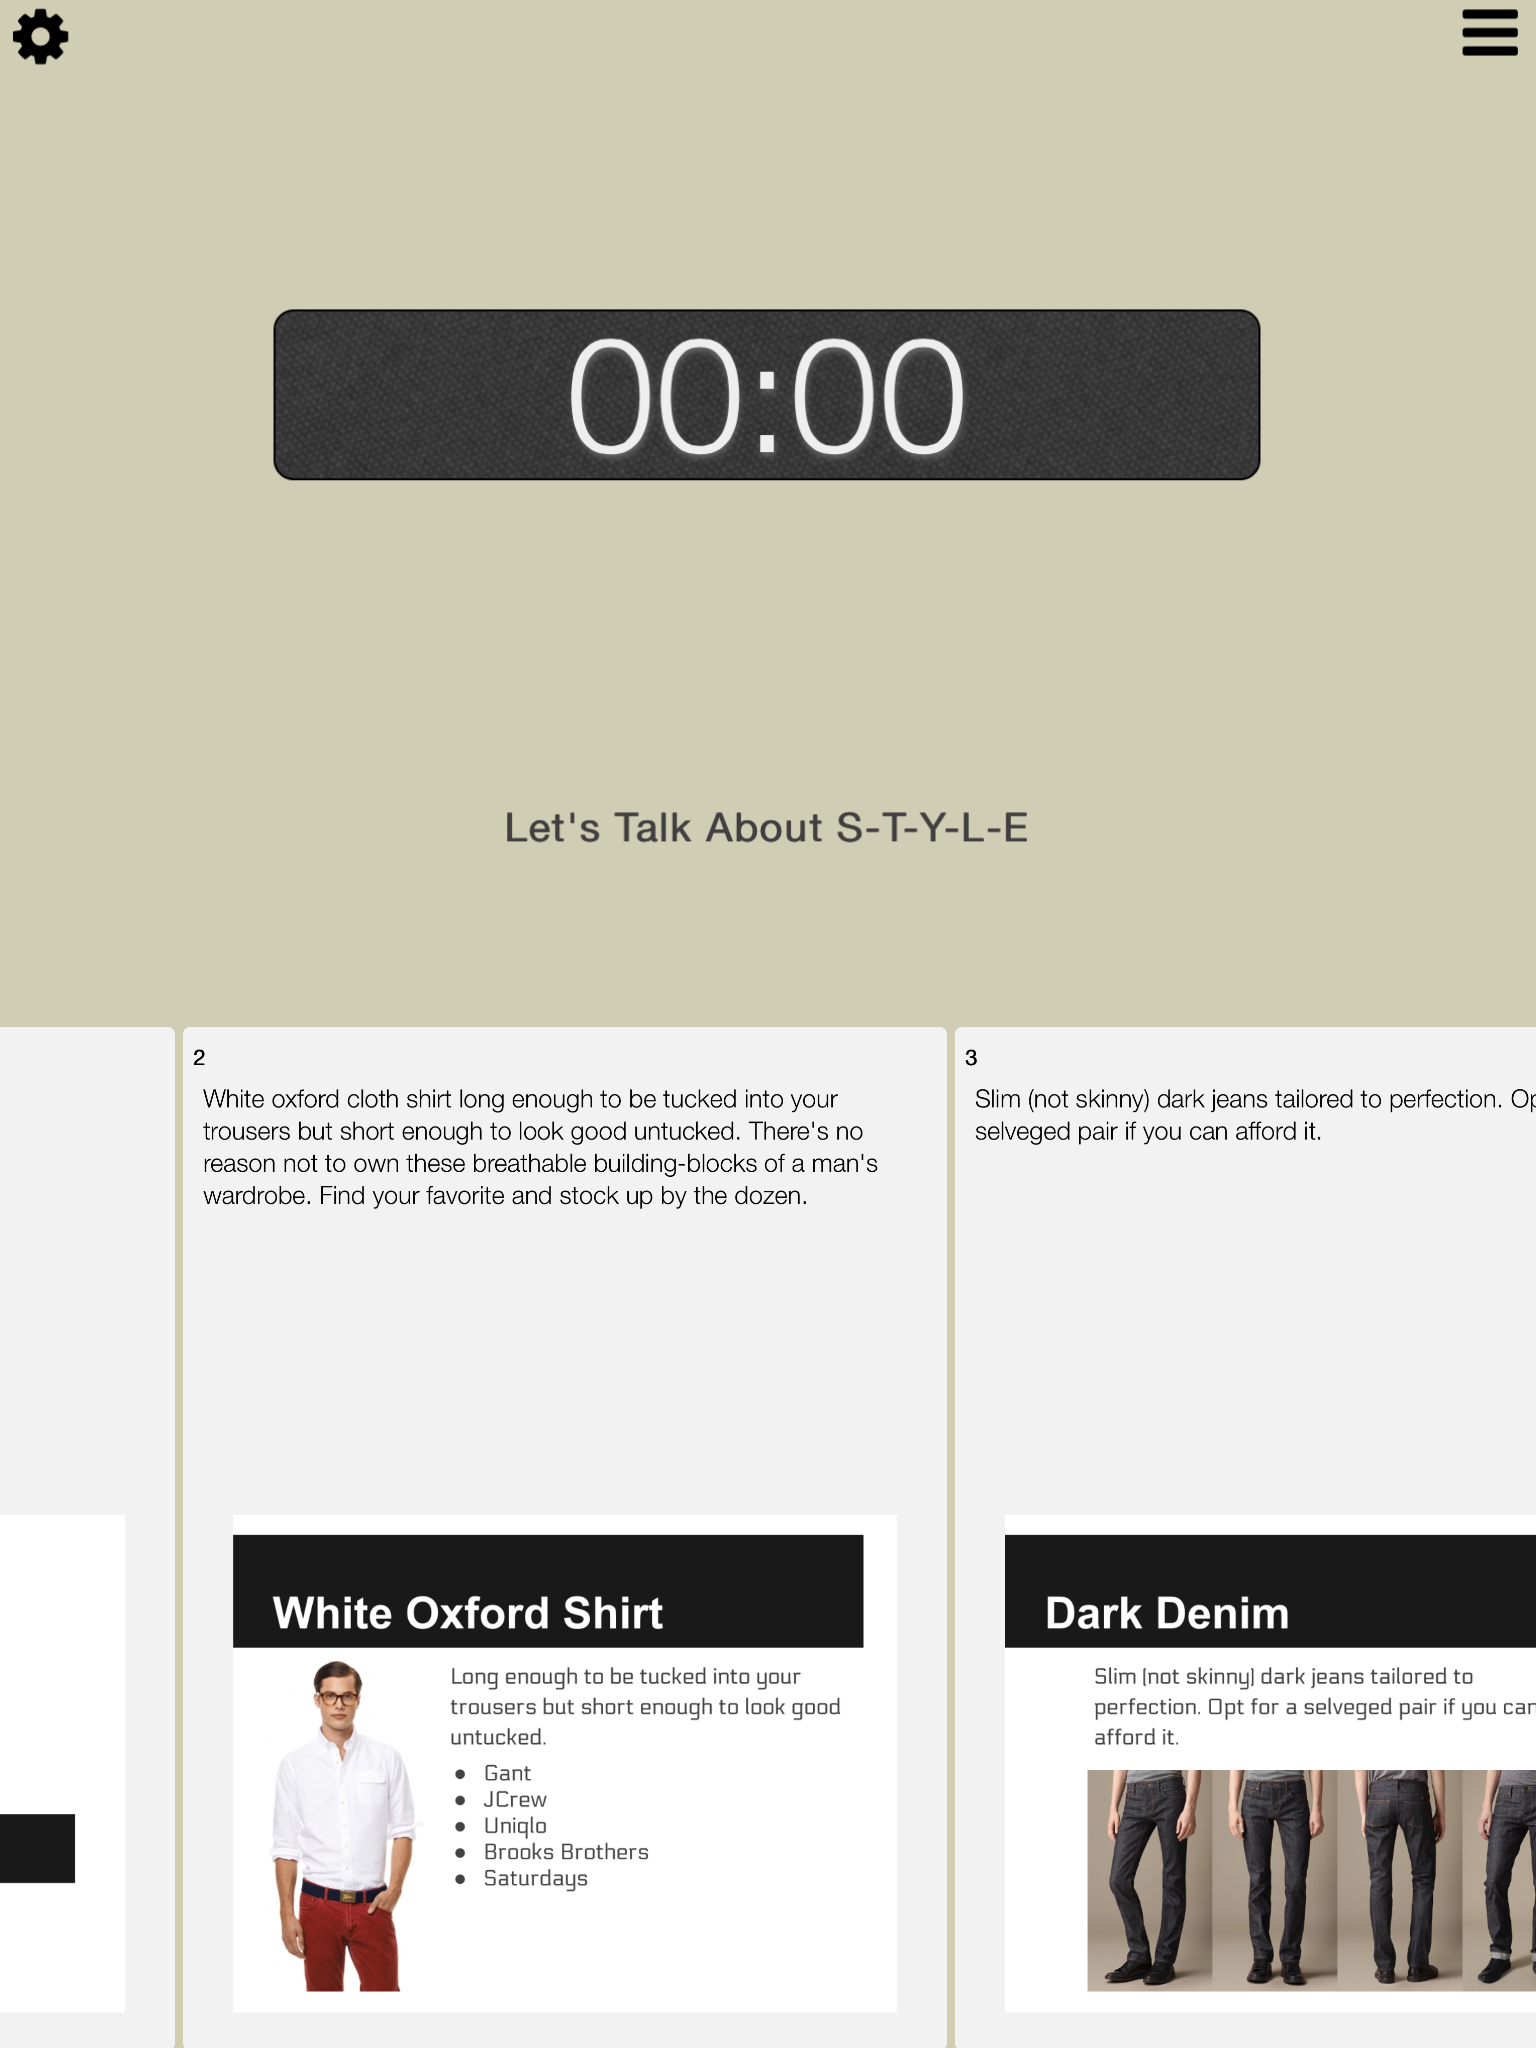 00:00
Let's Talk About S-T-Y-L-E
2
White oxford cloth shirt long enough to be tucked into your
trousers but short enough to look good untucked. There's no
reason not to own these breathable building-blocks of a man's
wardrobe. Find your favorite and stock up by the dozen.
White Oxford Shirt
Long enough to be tucked into your
trousers but short enough to look good
untucked.
● Gant
● JCrew
● Uniqlo
● Brooks Brothers
● Saturdays
3
Slim (not skinny) dark jeans tailored to perfection.
selveged pair if you can afford it.
Dark Denim
Slim (not skinny) dark jeans tailored to
perfection. Opt for a selveged pair if you can
afford it.